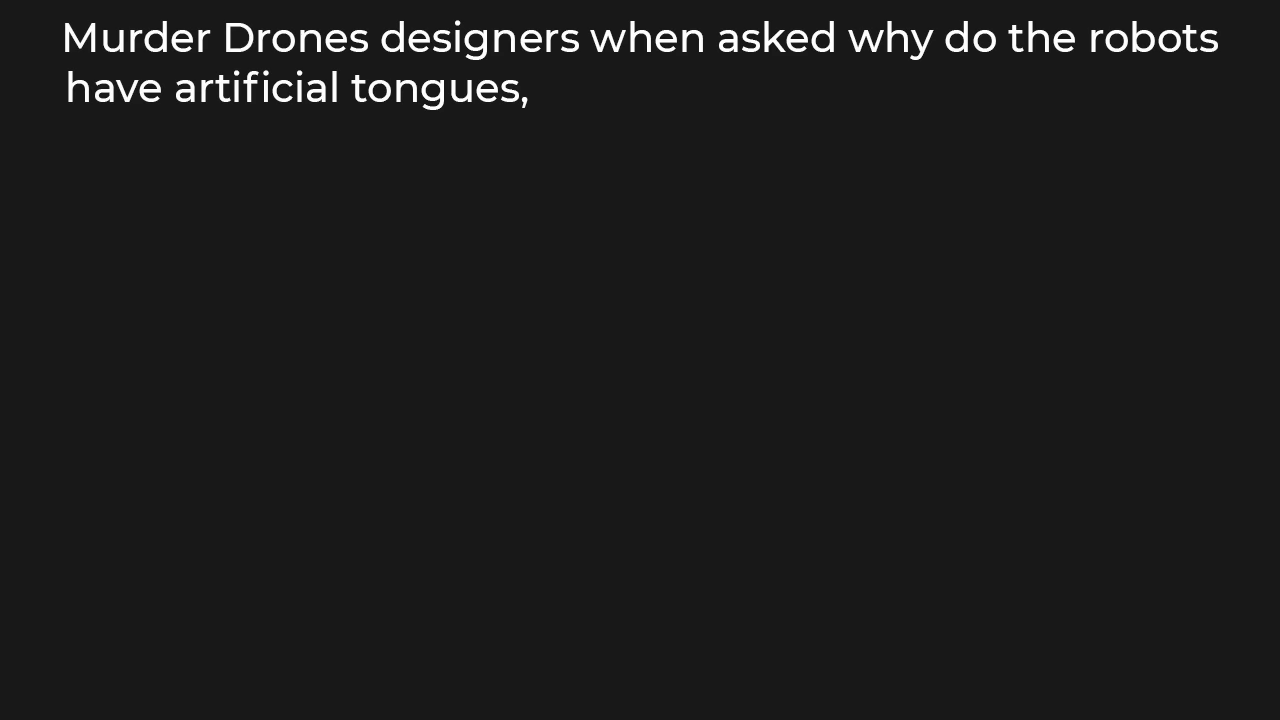 Murder Drones designers when asked why do the robots
have artificial tongues,